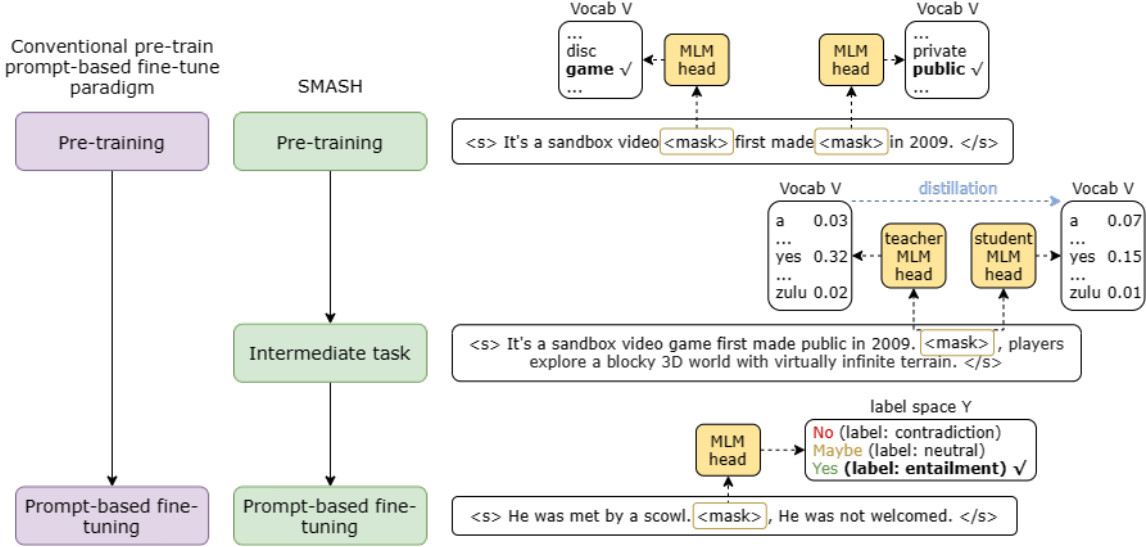 Conventional pre-train
prompt-based fine-tune
paradigm
SMASH
Pre-training
Pre-training
Intermediate task
Prompt-based fine-
tuning
Prompt-based fine-
tuning
Vocab V
...
disc
game √
...
MLM
head
MLM
head
Vocab V
...
private
public √
...
<s> It's a sandbox video <mask> first made <mask> in 2009. </s>
Vocab V
distillation
Vocab V
a 0.03
...
yes 0.32
...
zulu 0.02
teacher
MLM
head
student
MLM
head
a 0.07
...
yes 0.15
...
zulu 0.01
<s> It's a sandbox video game first made public in 2009. <mask> , players
explore a blocky 3D world with virtually infinite terrain. </s>
label space Y
MLM
head
No (label: contradiction)
Maybe (label: neutral)
Yes (label: entailment) √
<s> He was met by a scowl. <mask> , He was not welcomed. </s>